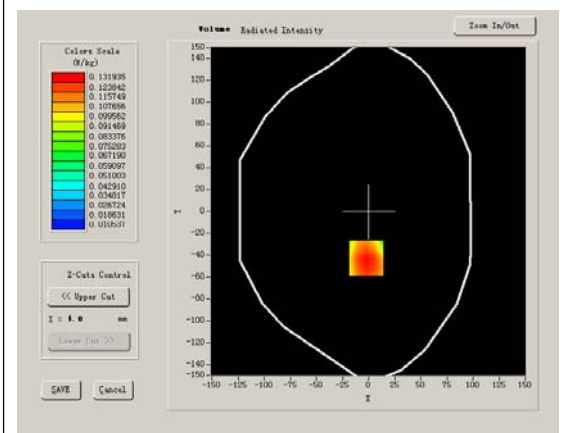 Volume Radiated Intensity
Zoom In/Out
Colors Scale
(W/kg)
0.131935
0.123842
0.115749
0.107656
0.099562
0.091469
0.083376
0.075283
0.067190
0.059097
0.051003
0.042910
0.034817
0.026724
0.018631
0.010537
150
140
120
100
80
60
40
20
0
-20
-40
-60
-80
-100
-120
-140
-150
Y
-150 -125 -100 -75 -50 -25 0 25 50 75 100 125 150
X
Z-Cuts Control
<< Upper Cut
Z = 4.0 mm
Lower Cut >>
SAVE
Cancel